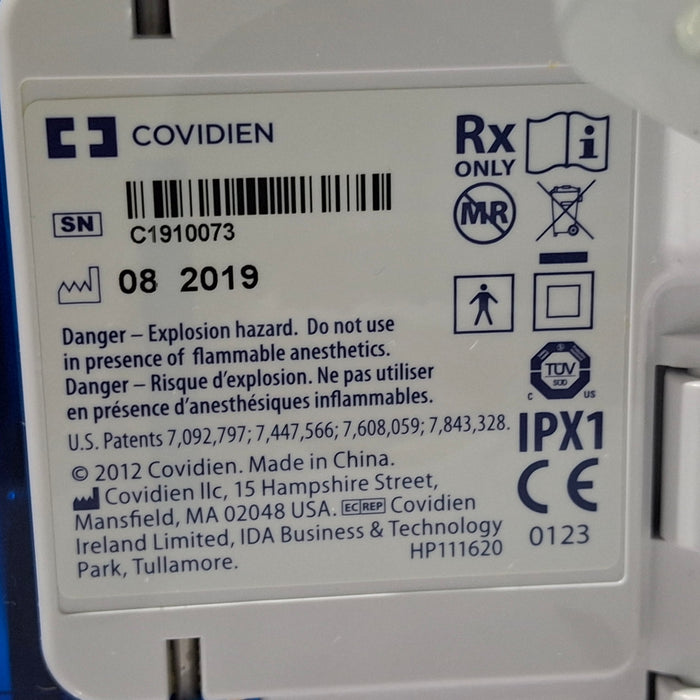 COVIDIEN
Rx
ONLY
i
SN
C1910073
MR
08 2019
Danger – Explosion hazard. Do not use
in presence of flammable anesthetics.
Danger – Risque d'explosion. Ne pas utiliser
en présence d'anesthésiques inflammables.
TÜV
SÜD
C US
U.S. Patents 7,092,797; 7,447,566; 7,608,059; 7,843,328.
IPX1
© 2012 Covidien. Made in China.
Covidien llc, 15 Hampshire Street,
Mansfield, MA 02048 USA. EC REP Covidien
Ireland Limited, IDA Business & Technology
Park, Tullamore.
HP111620
CE
0123